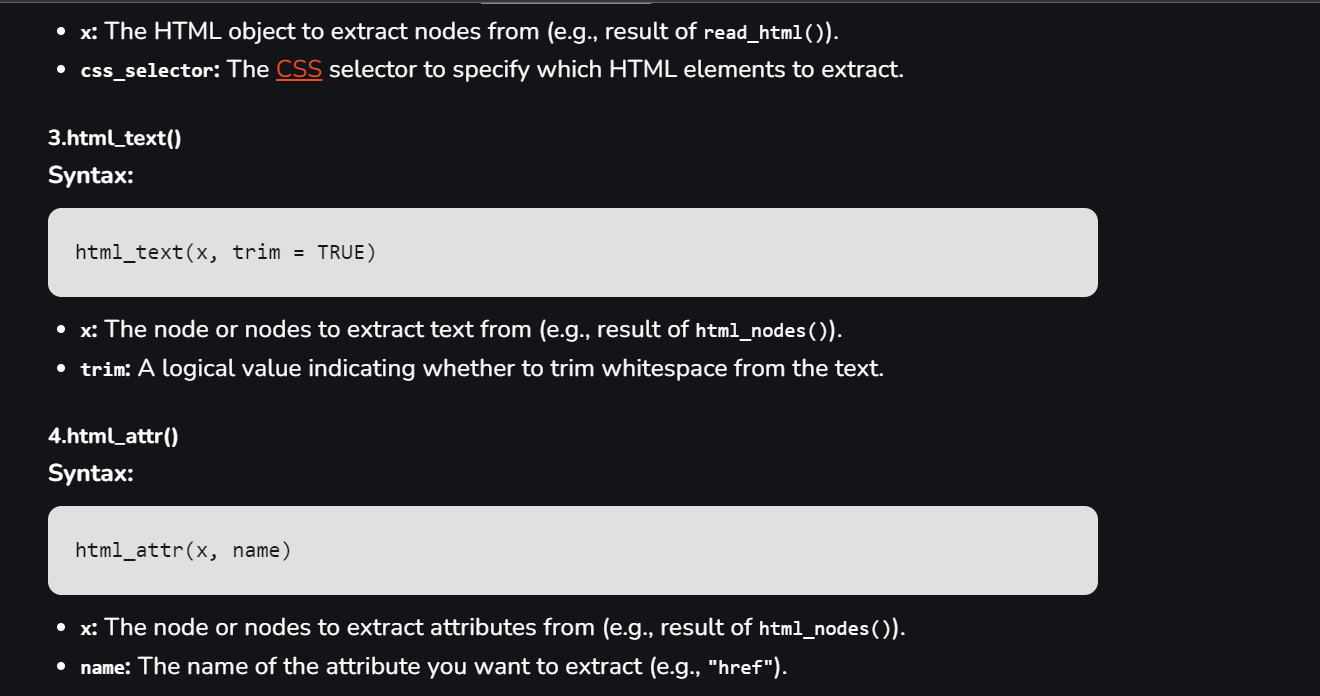 • x: The HTML object to extract nodes from (e.g., result of read_html()).
• css_selector: The CSS selector to specify which HTML elements to extract.
3.html_text()
Syntax:
html_text(x, trim = TRUE)
• x: The node or nodes to extract text from (e.g., result of html_nodes()).
• trim: A logical value indicating whether to trim whitespace from the text.
4.html_attr()
Syntax:
html_attr(x, name)
• x: The node or nodes to extract attributes from (e.g., result of html_nodes()).
• name: The name of the attribute you want to extract (e.g., "href").